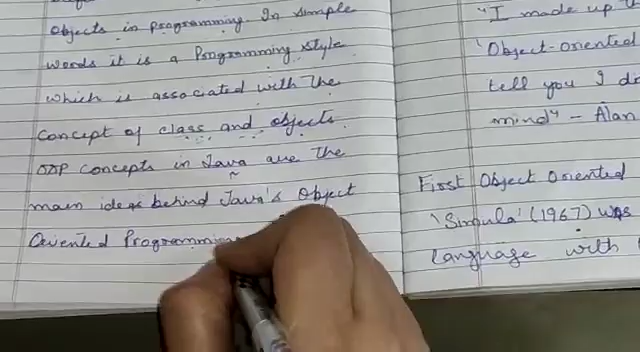 objects in programming In simple
words it is a Programming style
which is associated with the
concept of class and objects.
OOP concepts in Java are the
main ideas behind Java's Object
Oriented Programming
"I made up
'Object-oriented
tell you I di
mind" - Alan
First Object Oriented
'Simula' (1967) was
language with